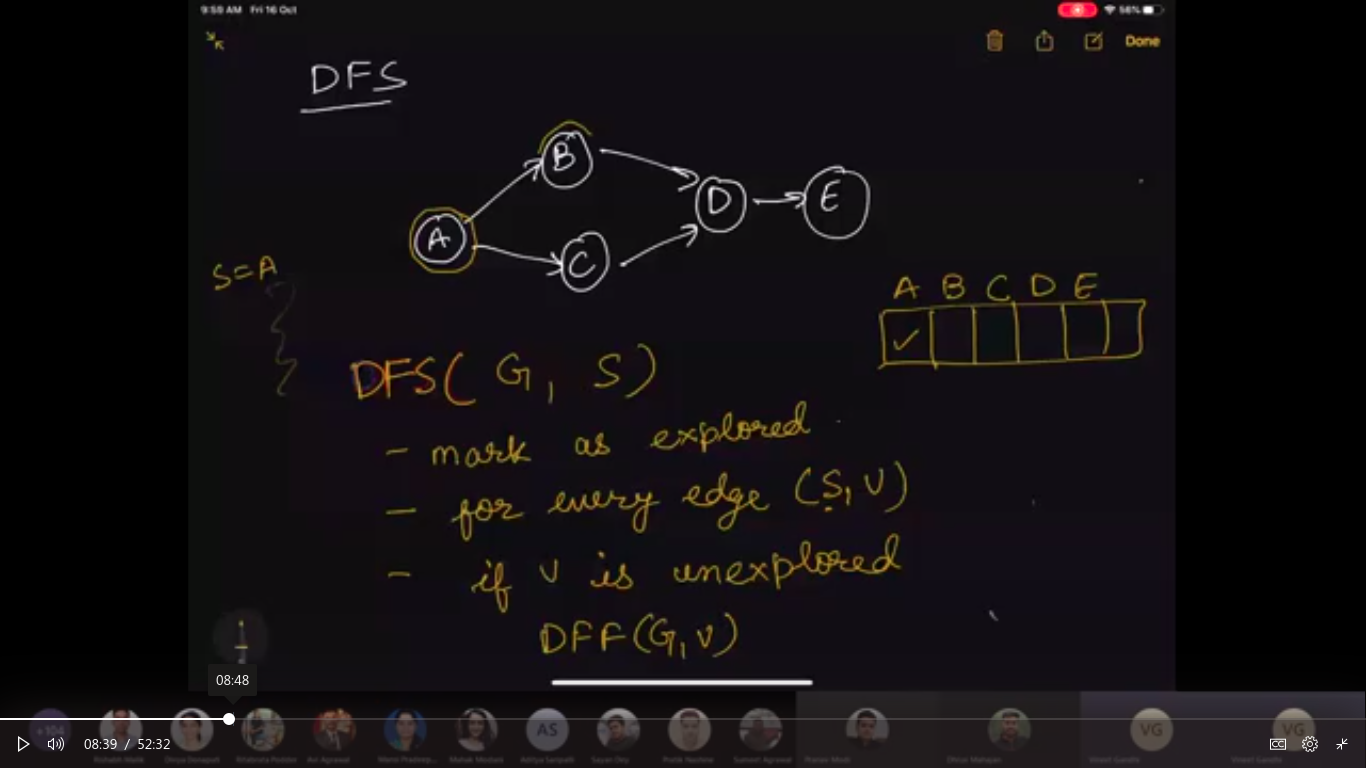 9:59 AM Fri 16 Oct
56%
Done
DFS
B
D
E
A
C
S=A
A B C D E
DFS( G, S)
- mark as explored
- for every edge (S, V)
- if v is unexplored
DFF(G,V)
08:48
AS
VG
VG
08:39 / 52:32
CC